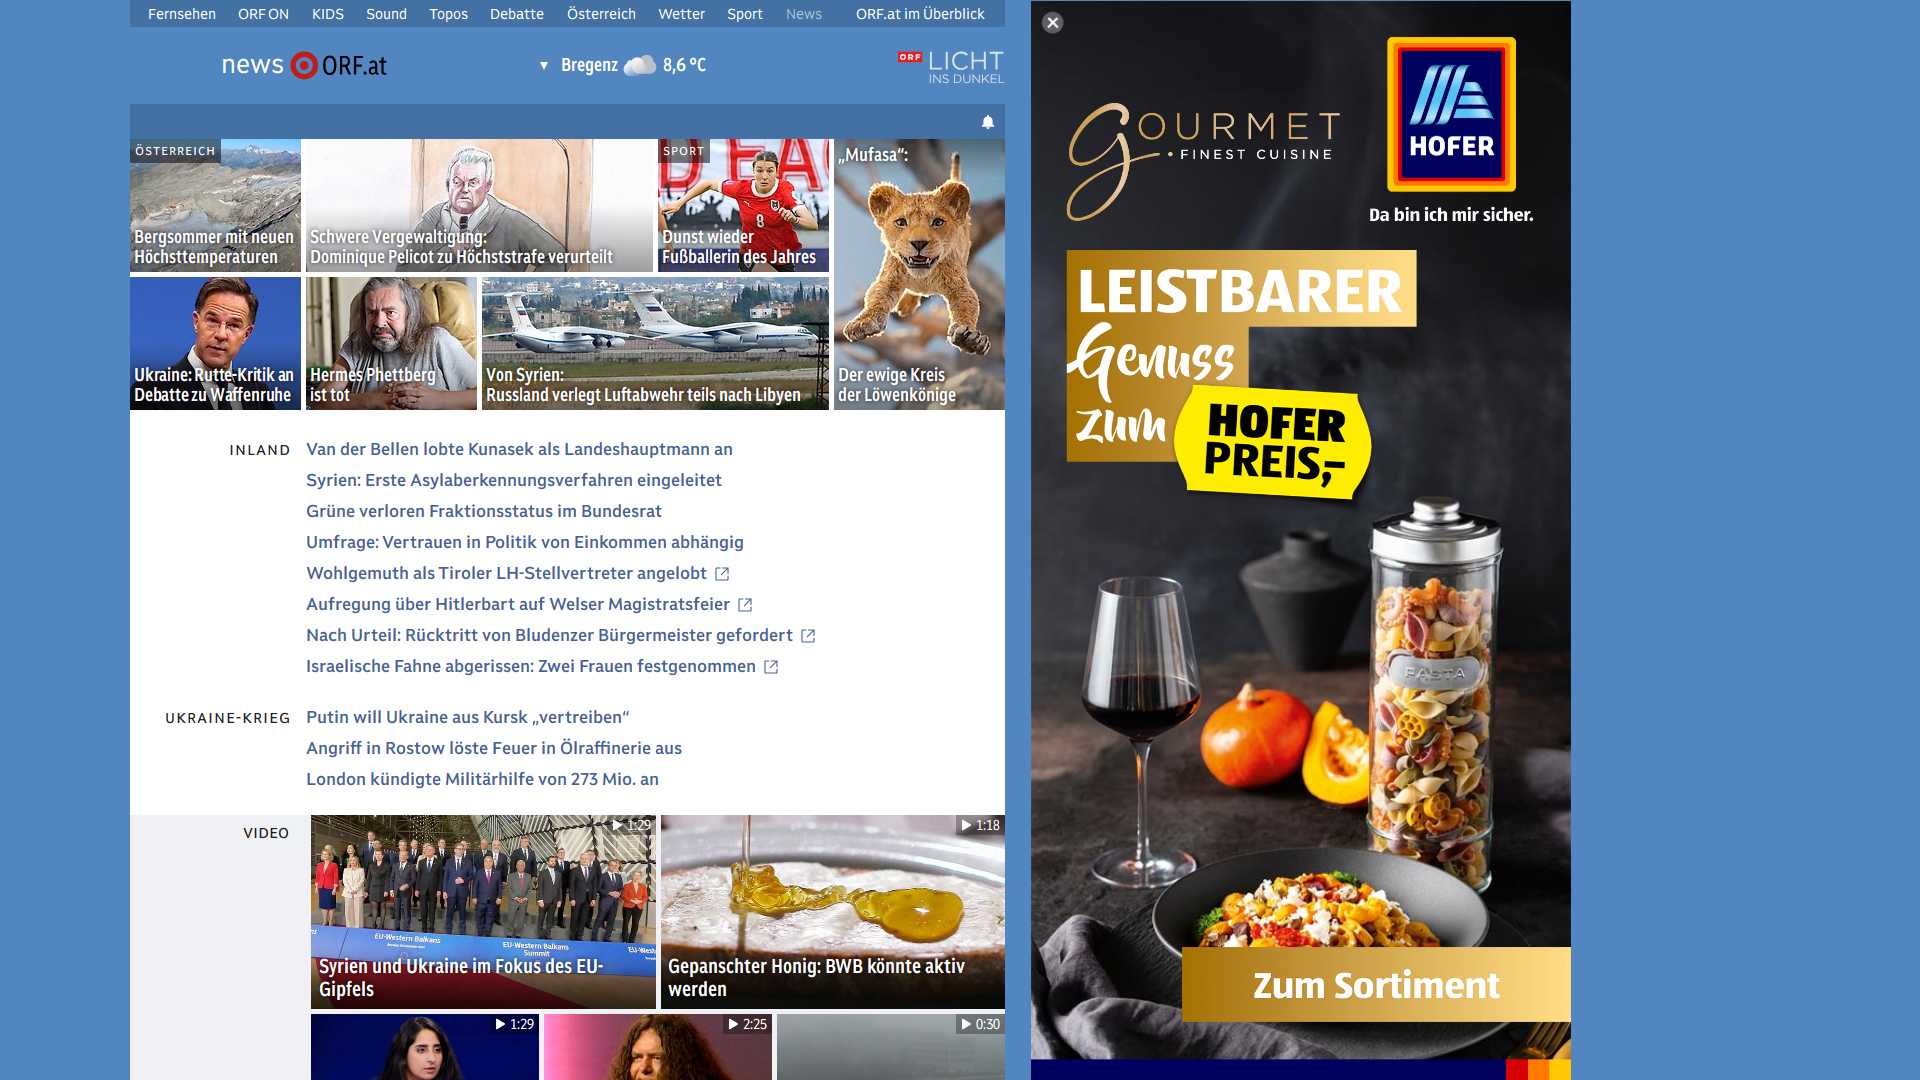 Fernsehen ORF ON KIDS Sound Topos Debatte Österreich Wetter Sport News ORF.at im Überblick
news ORF.at
▼ Bregenz 8,6 °C
ORF LICHT
INS DUNKEL
ÖSTERREICH
Bergsommer mit neuen
Höchsttemperaturen
Schwere Vergewaltigung:
Dominique Pelicot zu Höchststrafe verurteilt
SPORT
Dunst wieder
Fußballerin des Jahres
„Mufasa“:
Der ewige Kreis
der Löwenkönige
Ukraine: Rutte-Kritik an
Debatte zu Waffenruhe
Hermes Phettberg
ist tot
Von Syrien:
Russland verlegt Luftabwehr teils nach Libyen
INLAND
Van der Bellen lobte Kunasek als Landeshauptmann an
Syrien: Erste Asylaberkennungsverfahren eingeleitet
Grüne verloren Fraktionsstatus im Bundesrat
Umfrage: Vertrauen in Politik von Einkommen abhängig
Wohlgemuth als Tiroler LH-Stellvertreter angelobt
Aufregung über Hitlerbart auf Welser Magistratsfeier
Nach Urteil: Rücktritt von Bludenzer Bürgermeister gefordert
Israelische Fahne abgerissen: Zwei Frauen festgenommen
UKRAINE-KRIEG
Putin will Ukraine aus Kursk „vertreiben“
Angriff in Rostow löste Feuer in Ölraffinerie aus
London kündigte Militärhilfe von 273 Mio. an
VIDEO
1:29
EU-Western Balkans
EU-Western Balkans
Summit
Syrien und Ukraine im Fokus des EU-
Gipfels
1:18
Gepanschter Honig: BWB könnte aktiv
werden
1:29
2:25
0:30
GOURMET
FINEST CUISINE
HOFER
Da bin ich mir sicher.
LEISTBARER
Genuss
zum
HOFER
PREIS,-
PASTA
Zum Sortiment